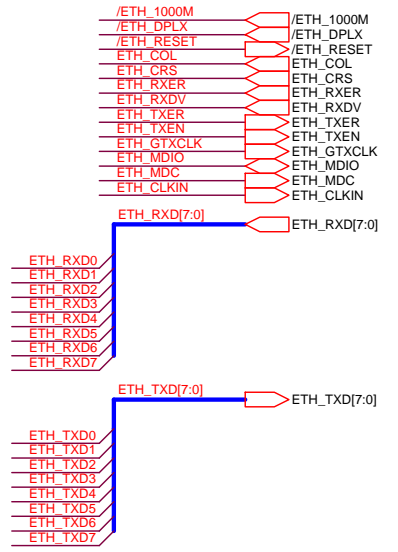 /ETH_1000M /ETH_1000M
/ETH_DPLX /ETH_DPLX
/ETH_RESET /ETH_RESET
ETH_COL ETH_COL
ETH_CRS ETH_CRS
ETH_RXER ETH_RXER
ETH_RXDV ETH_RXDV
ETH_TXER ETH_TXER
ETH_TXEN ETH_TXEN
ETH_GTXCLK ETH_GTXCLK
ETH_MDIO ETH_MDIO
ETH_MDC ETH_MDC
ETH_CLKIN ETH_CLKIN
ETH_RXD[7:0] ETH_RXD[7:0]
ETH_RXD0
ETH_RXD1
ETH_RXD2
ETH_RXD3
ETH_RXD4
ETH_RXD5
ETH_RXD6
ETH_RXD7
ETH_TXD[7:0] ETH_TXD[7:0]
ETH_TXD0
ETH_TXD1
ETH_TXD2
ETH_TXD3
ETH_TXD4
ETH_TXD5
ETH_TXD6
ETH_TXD7